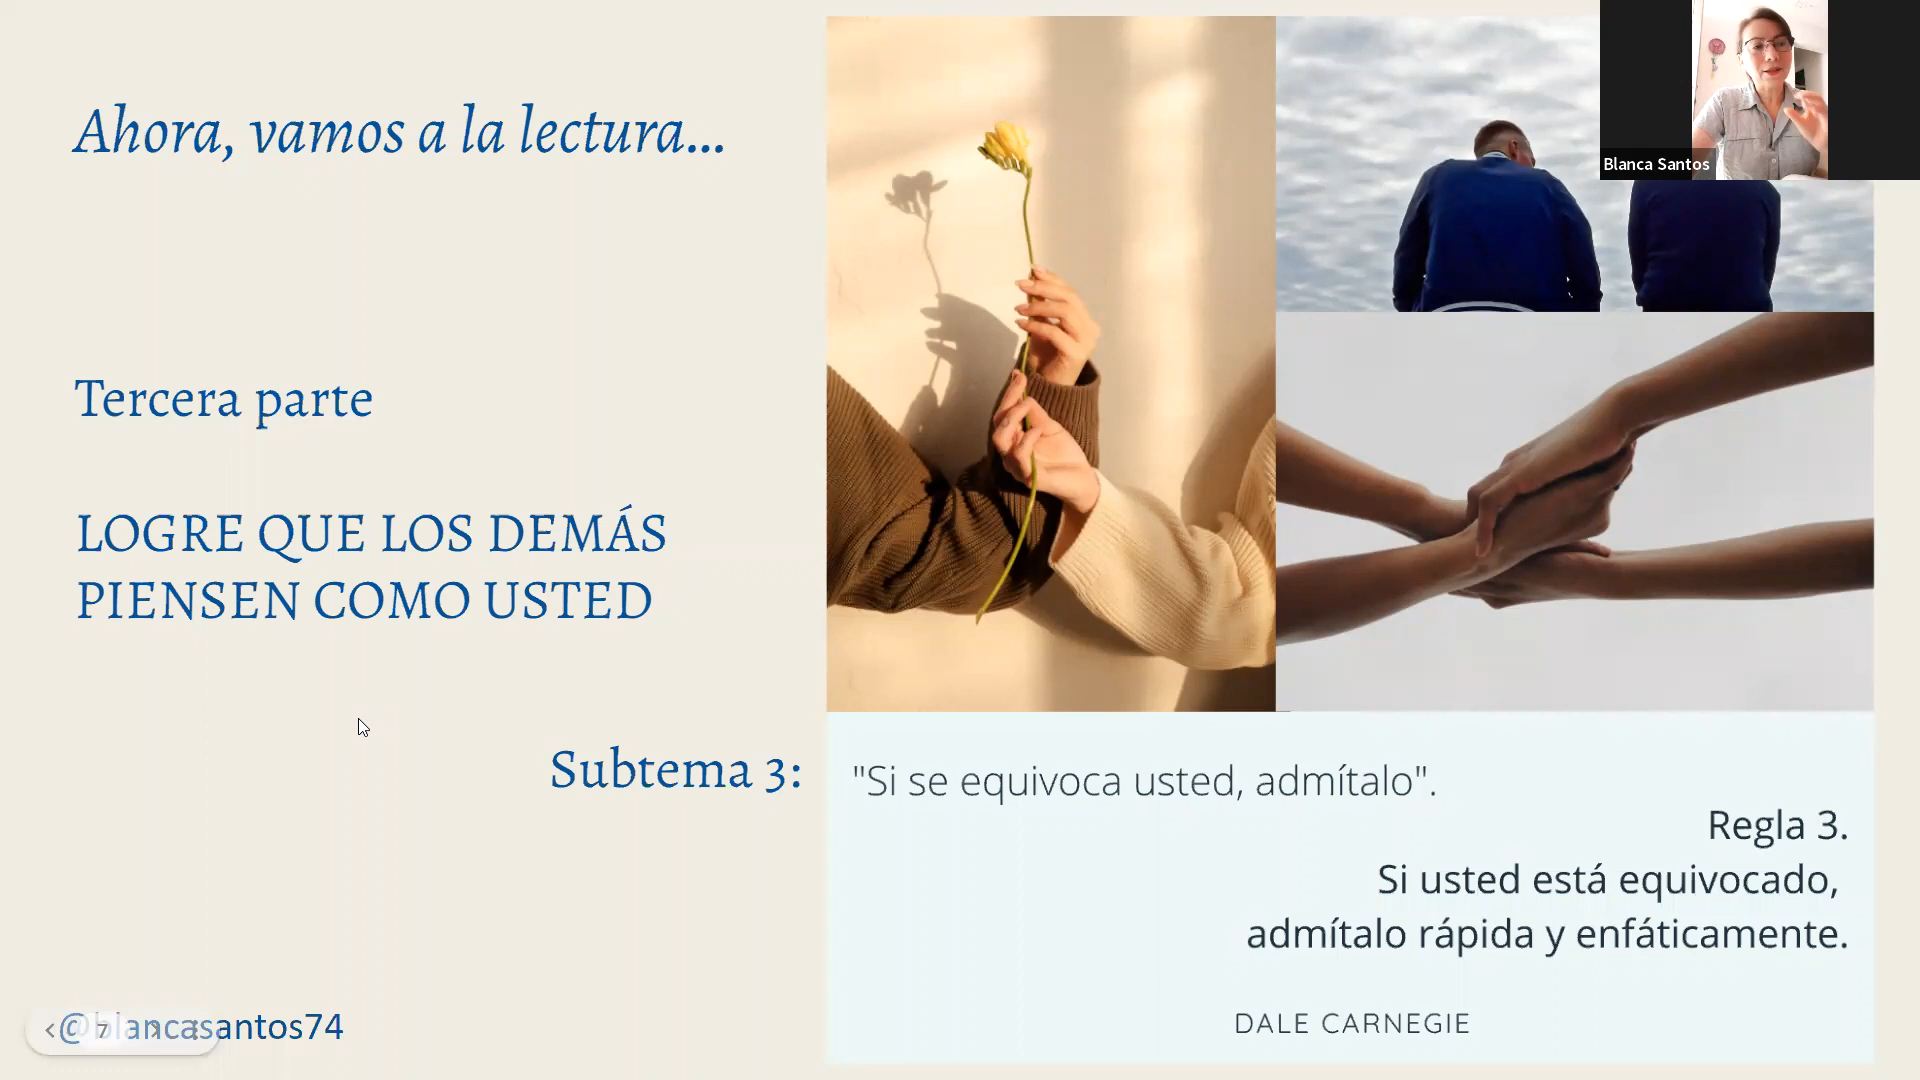 Ahora, vamos a la lectura...
Blanca Santos
Tercera parte
LOGRE QUE LOS DEMÁS
PIENSEN COMO USTED
Subtema 3:
"Si se equivoca usted, admítalo".
Regla 3.
Si usted está equivocado,
admítalo rápida y enfáticamente.
DALE CARNEGIE
@blancasantos74
7